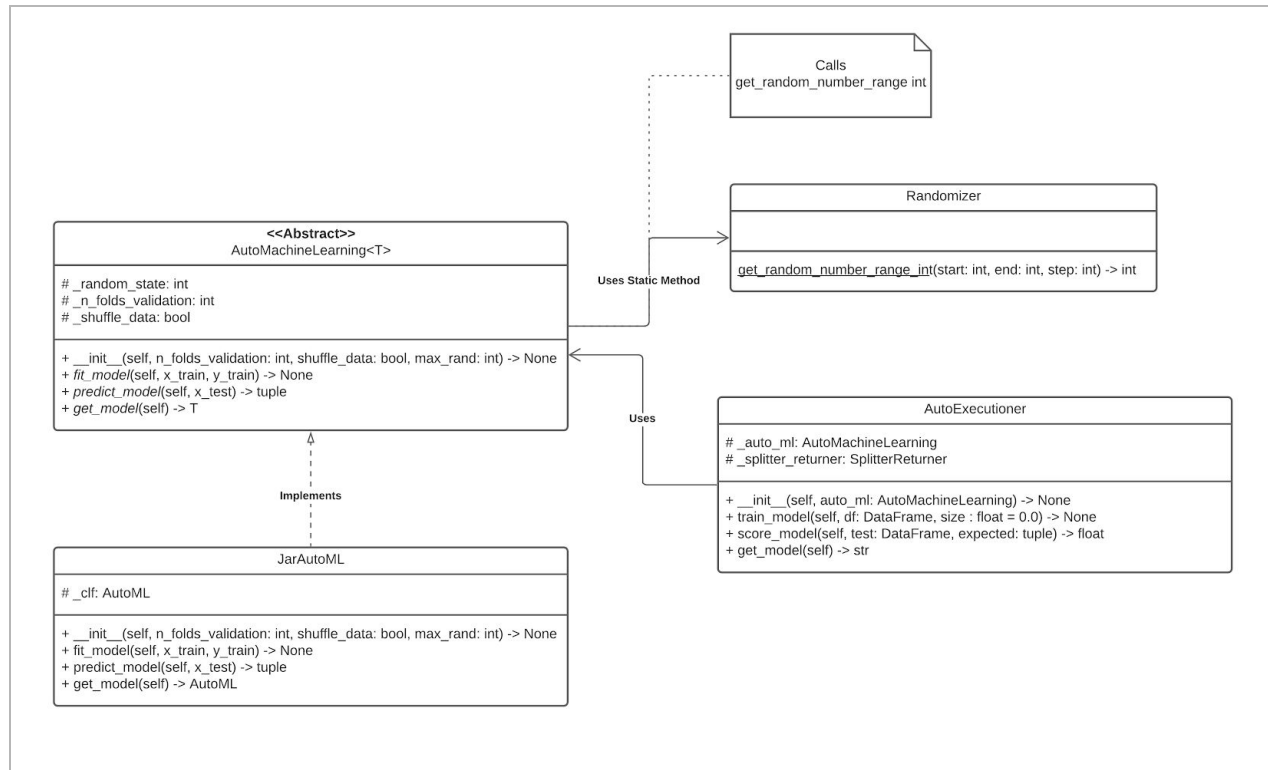 Calls
get_random_number_range int
Randomizer
get_random_number_range_int(start: int, end: int, step: int) -> int
<<Abstract>>
AutoMachineLearning<T>
# _random_state: int
# _n_folds_validation: int
# _shuffle_data: bool
+ __init__(self, n_folds_validation: int, shuffle_data: bool, max_rand: int) -> None
+ fit_model(self, x_train, y_train) -> None
+ predict_model(self, x_test) -> tuple
+ get_model(self) -> T
Uses Static Method
Uses
AutoExecutioner
# _auto_ml: AutoMachineLearning
# _splitter_returner: SplitterReturner
+ __init__(self, auto_ml: AutoMachineLearning) -> None
+ train_model(self, df: DataFrame, size : float = 0.0) -> None
+ score_model(self, test: DataFrame, expected: tuple) -> float
+ get_model(self) -> str
Implements
JarAutoML
# _clf: AutoML
+ __init__(self, n_folds_validation: int, shuffle_data: bool, max_rand: int) -> None
+ fit_model(self, x_train, y_train) -> None
+ predict_model(self, x_test) -> tuple
+ get_model(self) -> AutoML